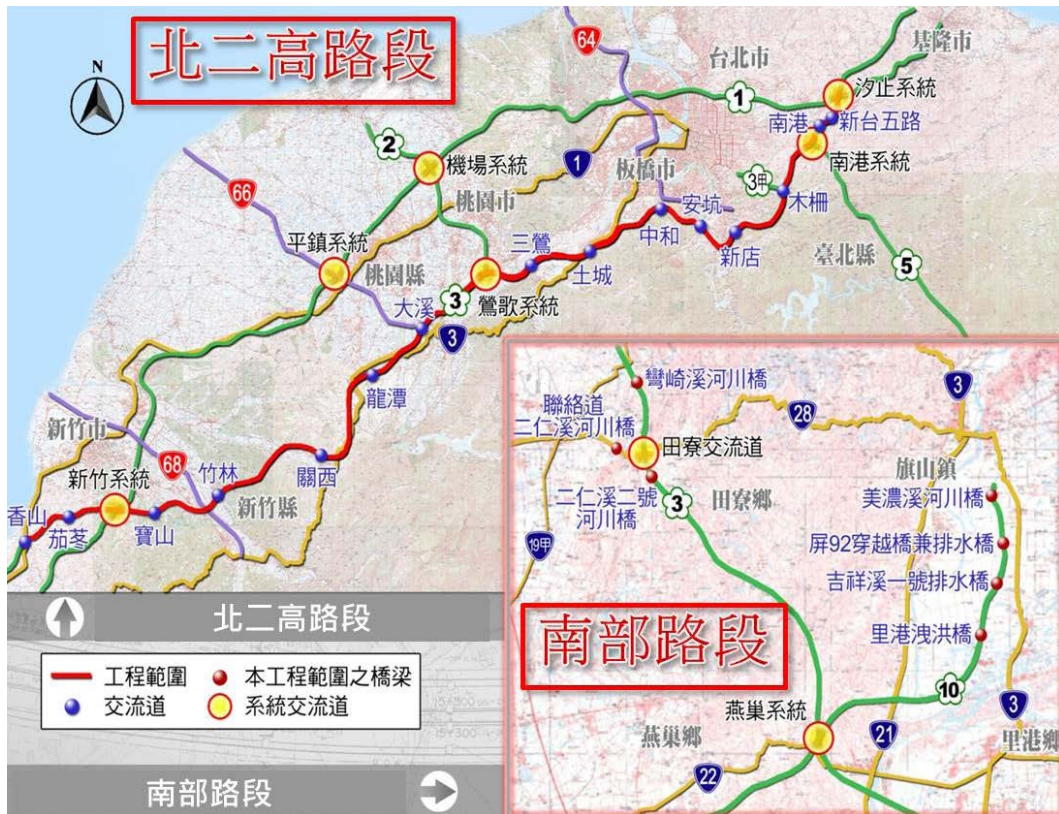 北二高路段
N
64
台北市
基隆市
汐止系統
1
南港
新台五路
2
機場系統
1
板橋市
南港系統
3甲
66
桃園市
安坑
木柵
平鎮系統
三鶯
中和
新店
臺北縣
桃園縣
土城
5
大溪
3
鶯歌系統
3
龍潭
新竹市
68
竹林
關西
新竹系統
新竹縣
香山
茄苳
寶山
彎崎溪河川橋
3
聯絡道
二仁溪河川橋
28
田寮交流道
旗山鎮
二仁溪二號
河川橋
3
田寮鄉
美濃溪河川橋
19甲
屏92穿越橋兼排水橋
吉祥溪一號排水橋
南部路段
里港洩洪橋
10
燕巢系統
3
燕巢鄉
21
里港鄉
22
北二高路段
工程範圍
本工程範圍之橋梁
交流道
系統交流道
南部路段